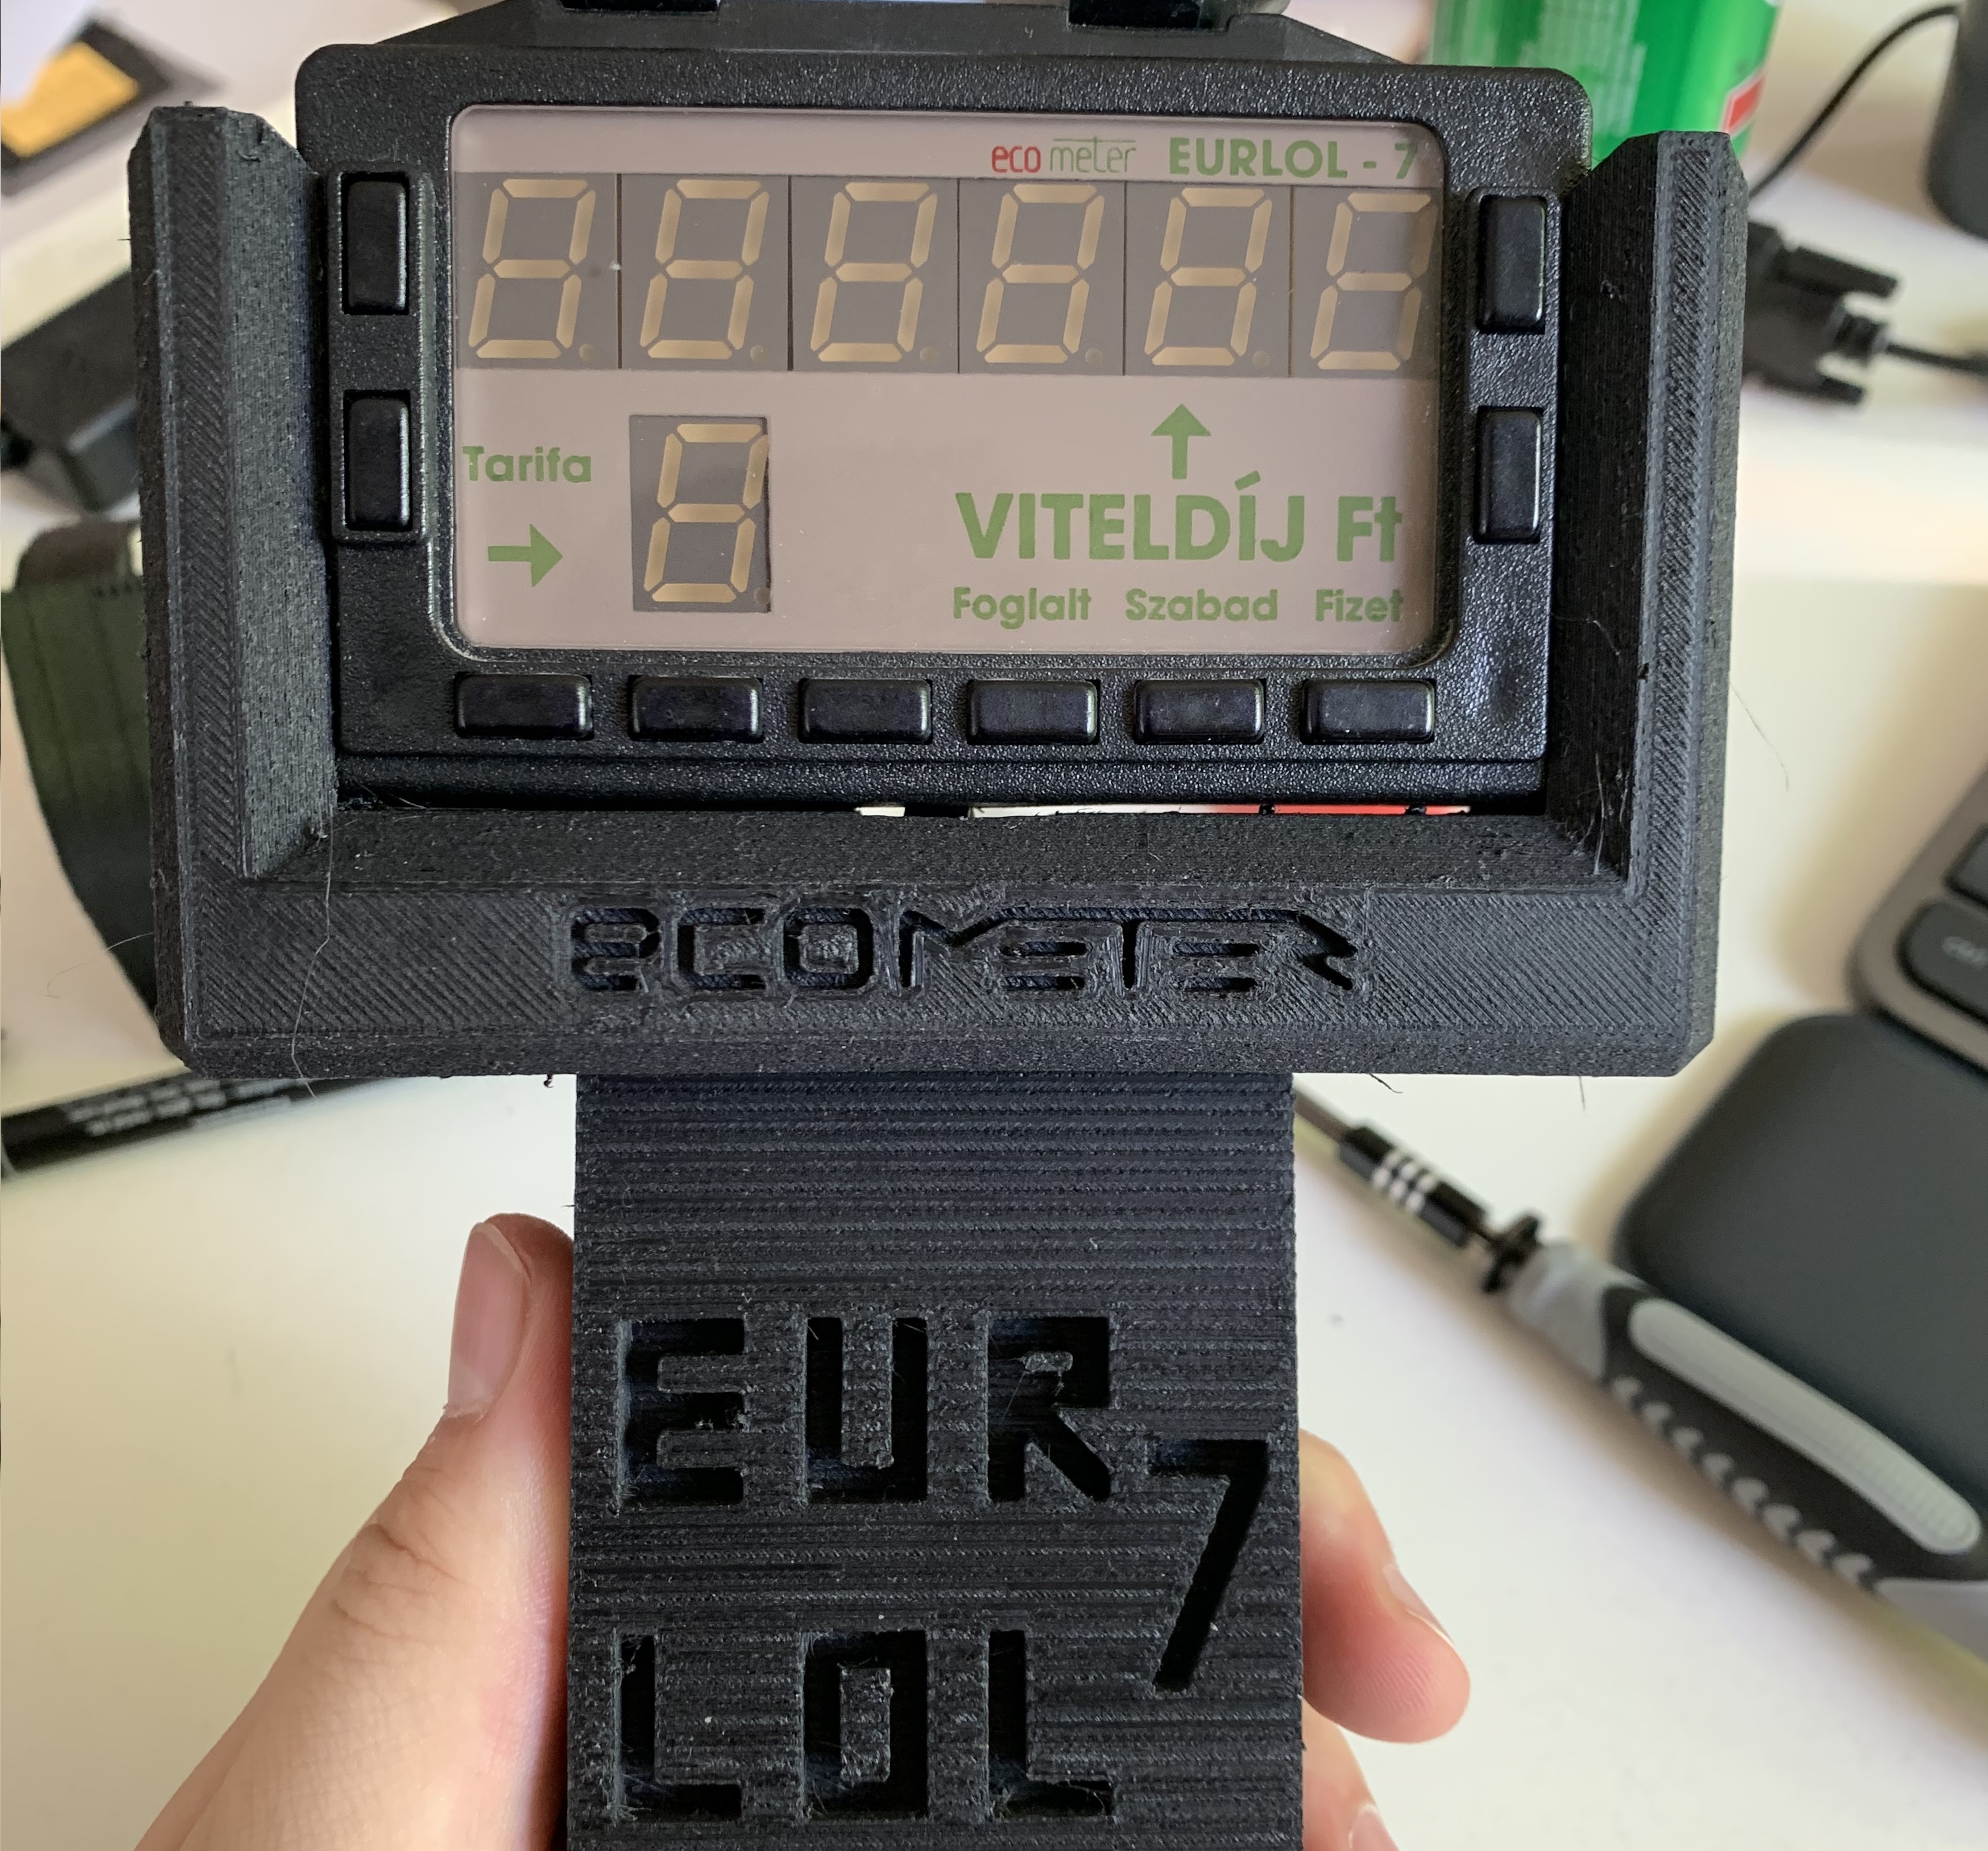 eco meter EURLOL - 7
Tarifa
VITELDÍJ Ft
Foglalt Szabad Fizet
ECOMETER
EUR
7
LOL